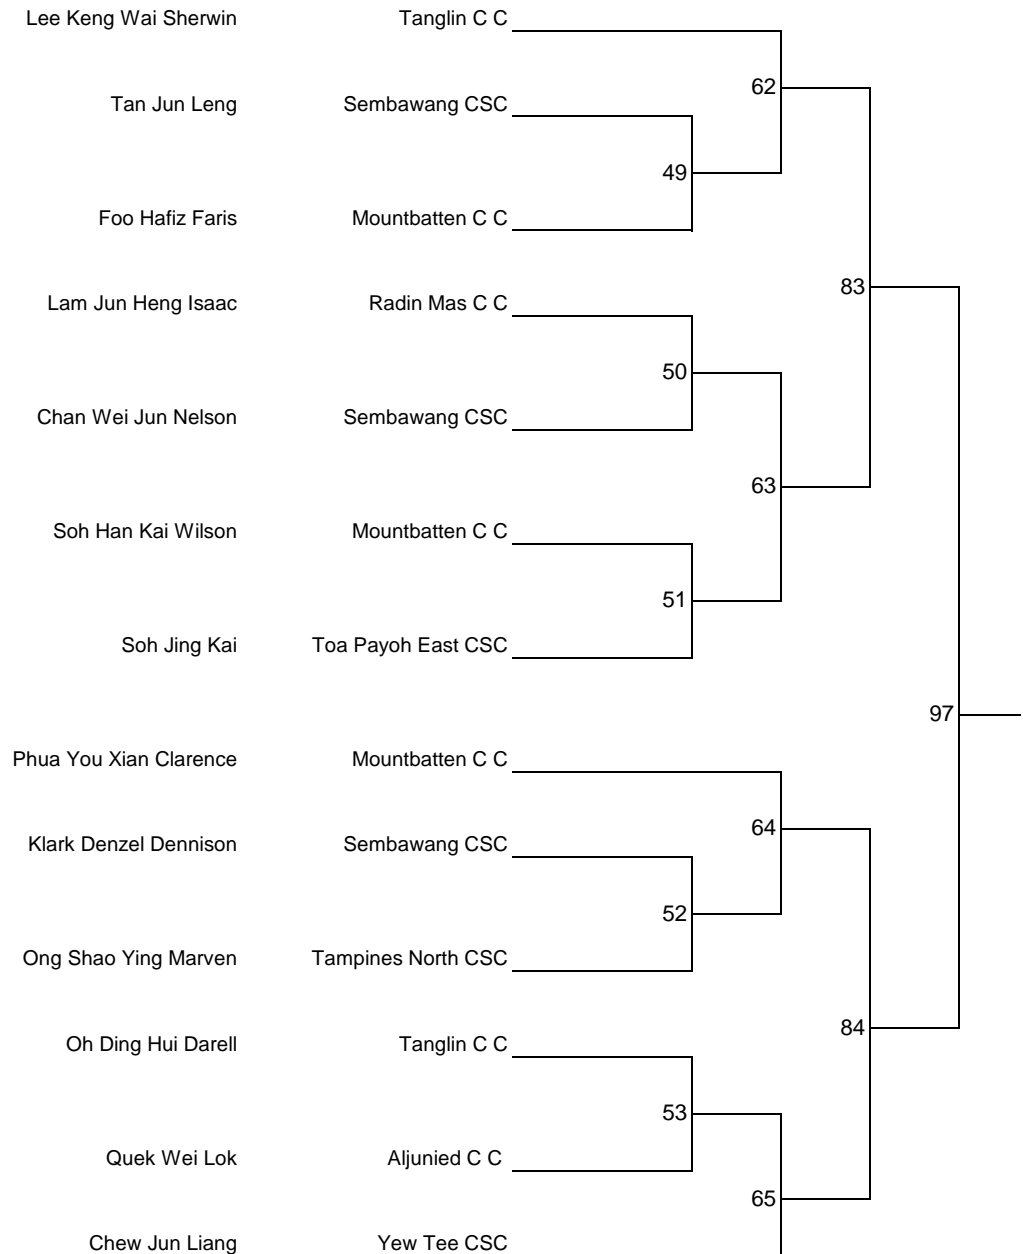 Lee Keng Wai Sherwin Tanglin C C
62
Tan Jun Leng Sembawang CSC
49
Foo Hafiz Faris Mountbatten C C
83
Lam Jun Heng Isaac Radin Mas C C
50
Chan Wei Jun Nelson Sembawang CSC
63
Soh Han Kai Wilson Mountbatten C C
51
Soh Jing Kai Toa Payoh East CSC
97
Phua You Xian Clarence Mountbatten C C
64
Klark Denzel Dennison Sembawang CSC
52
Ong Shao Ying Marven Tampines North CSC
84
Oh Ding Hui Darell Tanglin C C
53
Quek Wei Lok Aljunied C C
65
Chew Jun Liang Yew Tee CSC